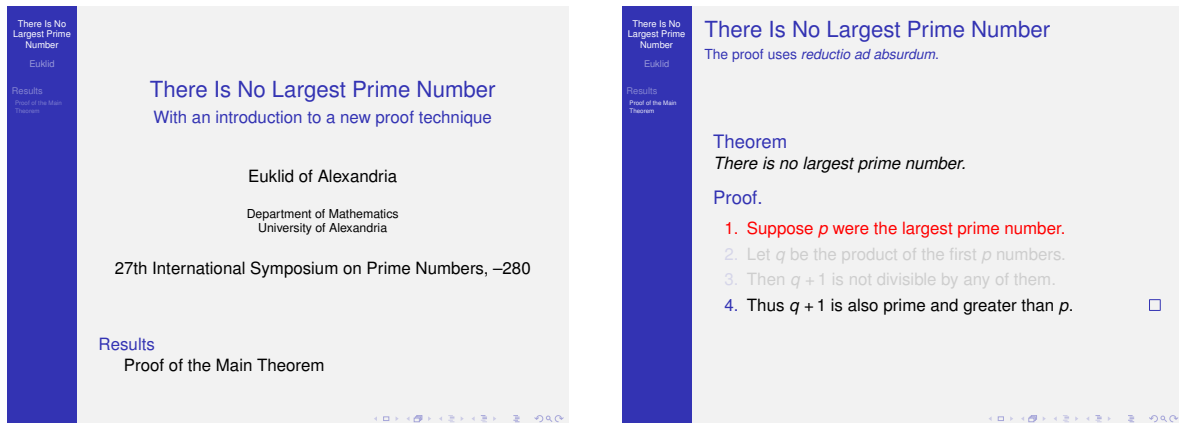 There Is No
Largest Prime
Number
Euklid
Results
Proof of the Main
Theorem
There Is No Largest Prime Number
With an introduction to a new proof technique
Euklid of Alexandria
Department of Mathematics
University of Alexandria
27th International Symposium on Prime Numbers, –280
Results
Proof of the Main Theorem
There Is No
Largest Prime
Number
Euklid
Results
Proof of the Main
Theorem
There Is No Largest Prime Number
The proof uses reductio ad absurdum.
Theorem
There is no largest prime number.
Proof.
1. Suppose p were the largest prime number.
2. Let q be the product of the first p numbers.
3. Then q + 1 is not divisible by any of them.
4. Thus q + 1 is also prime and greater than p. □